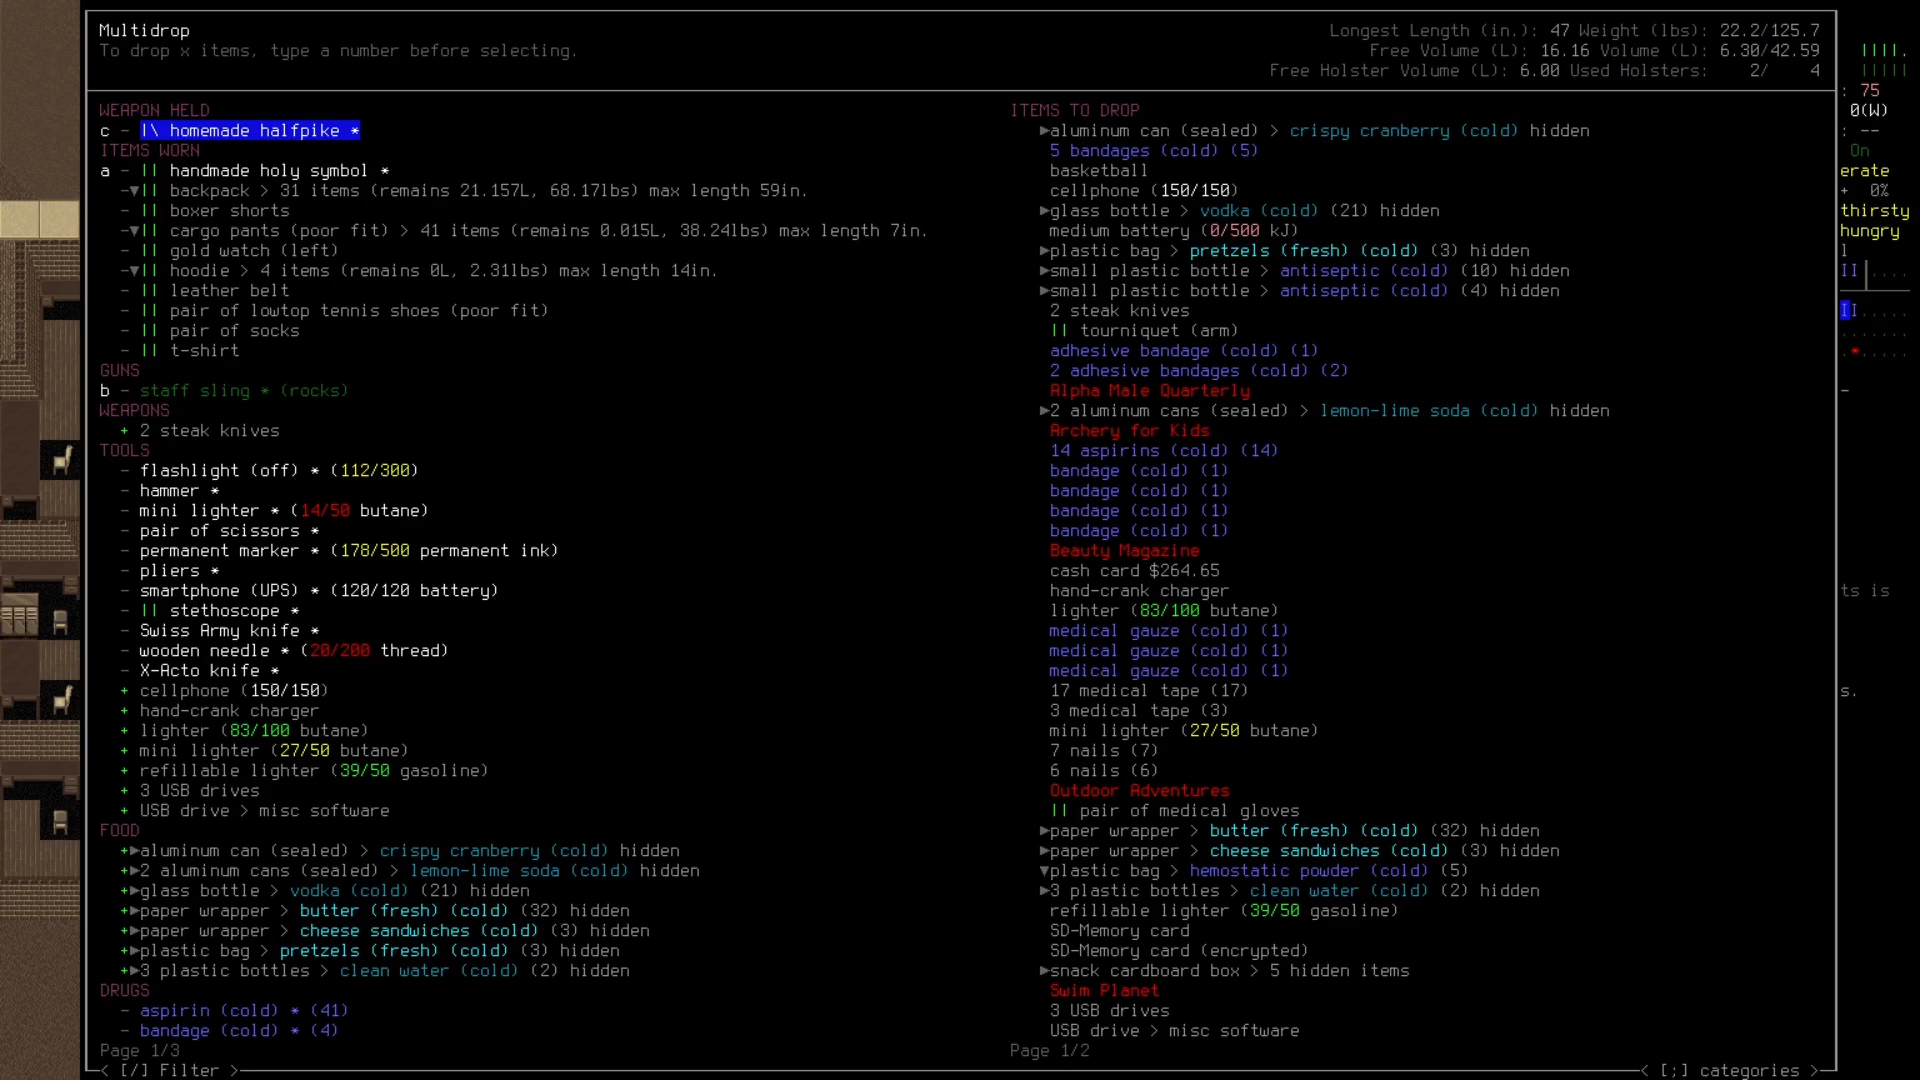 Multidrop
To drop x items, type a number before selecting.
Longest Length (in.): 47 Weight (lbs): 22.2/125.7
Free Volume (L): 16.16 Volume (L): 6.30/42.59
Free Holster Volume (L): 6.00 Used Holsters: 2/ 4
WEAPON HELD
c - |\ homemade halfpike *
ITEMS WORN
a - || handmade holy symbol *
-▼|| backpack > 31 items (remains 21.157L, 68.17lbs) max length 59in.
- || boxer shorts
-▼|| cargo pants (poor fit) > 41 items (remains 0.015L, 38.24lbs) max length 7in.
- || gold watch (left)
-▼|| hoodie > 4 items (remains 0L, 2.31lbs) max length 14in.
- || leather belt
- || pair of lowtop tennis shoes (poor fit)
- || pair of socks
- || t-shirt
GUNS
b - staff sling * (rocks)
WEAPONS
+ 2 steak knives
TOOLS
- flashlight (off) * (112/300)
- hammer *
- mini lighter * (14/50 butane)
- pair of scissors *
- permanent marker * (178/500 permanent ink)
- pliers *
- smartphone (UPS) * (120/120 battery)
- || stethoscope *
- Swiss Army knife *
- wooden needle * (20/200 thread)
- X-Acto knife *
+ cellphone (150/150)
+ hand-crank charger
+ lighter (83/100 butane)
+ mini lighter (27/50 butane)
+ refillable lighter (39/50 gasoline)
+ 3 USB drives
+ USB drive > misc software
FOOD
+▶aluminum can (sealed) > crispy cranberry (cold) hidden
+▶2 aluminum cans (sealed) > lemon-lime soda (cold) hidden
+▶glass bottle > vodka (cold) (21) hidden
+▶paper wrapper > butter (fresh) (cold) (32) hidden
+▶paper wrapper > cheese sandwiches (cold) (3) hidden
+▶plastic bag > pretzels (fresh) (cold) (3) hidden
+▶3 plastic bottles > clean water (cold) (2) hidden
DRUGS
- aspirin (cold) * (41)
- bandage (cold) * (4)
Page 1/3
< [/] Filter >
ITEMS TO DROP
▶aluminum can (sealed) > crispy cranberry (cold) hidden
5 bandages (cold) (5)
basketball
cellphone (150/150)
▶glass bottle > vodka (cold) (21) hidden
medium battery (0/500 kJ)
▶plastic bag > pretzels (fresh) (cold) (3) hidden
▶small plastic bottle > antiseptic (cold) (10) hidden
▶small plastic bottle > antiseptic (cold) (4) hidden
2 steak knives
|| tourniquet (arm)
adhesive bandage (cold) (1)
2 adhesive bandages (cold) (2)
Alpha Male Quarterly
▶2 aluminum cans (sealed) > lemon-lime soda (cold) hidden
Archery for Kids
14 aspirins (cold) (14)
bandage (cold) (1)
bandage (cold) (1)
bandage (cold) (1)
bandage (cold) (1)
Beauty Magazine
cash card $264.65
hand-crank charger
lighter (83/100 butane)
medical gauze (cold) (1)
medical gauze (cold) (1)
medical gauze (cold) (1)
17 medical tape (17)
3 medical tape (3)
mini lighter (27/50 butane)
7 nails (7)
6 nails (6)
Outdoor Adventures
|| pair of medical gloves
▶paper wrapper > butter (fresh) (cold) (32) hidden
▶paper wrapper > cheese sandwiches (cold) (3) hidden
▼plastic bag > hemostatic powder (cold) (5)
▶3 plastic bottles > clean water (cold) (2) hidden
refillable lighter (39/50 gasoline)
SD-Memory card
SD-Memory card (encrypted)
▶snack cardboard box > 5 hidden items
Swim Planet
3 USB drives
USB drive > misc software
Page 1/2
< [;] categories >
||||.
|||||
: 75
0(W)
: --
On
erate
+ 0%
thirsty
hungry
l
II|....
II.....
*.....
-
ts is
s.